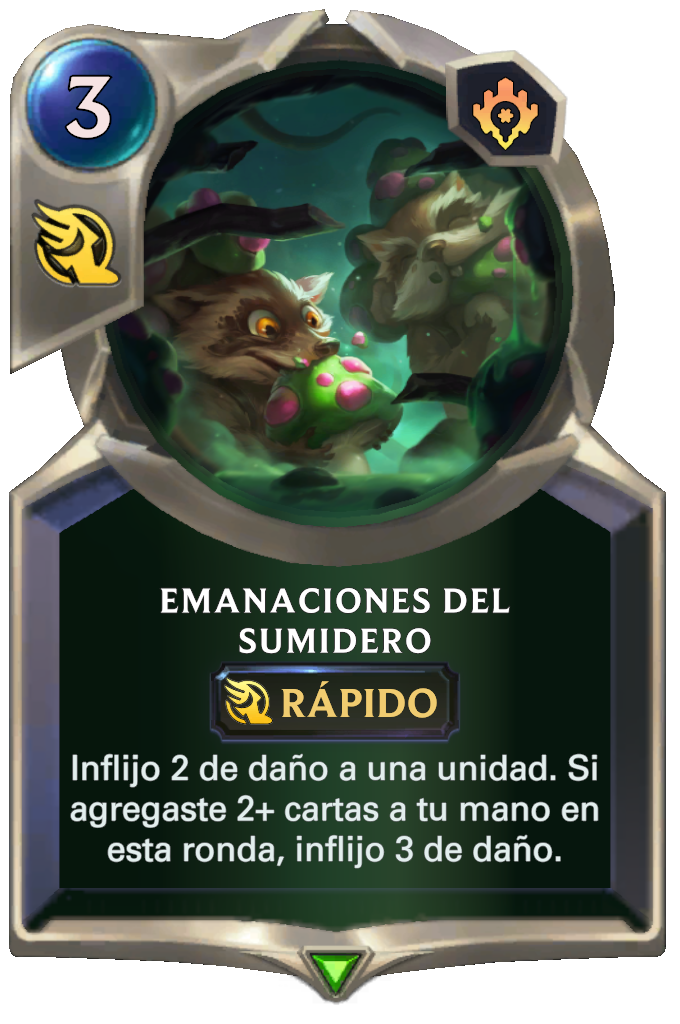 3
EMANACIONES DEL
SUMIDERO
RÁPIDO
Inflijo 2 de daño a una unidad. Si
agregaste 2+ cartas a tu mano en
esta ronda, inflijo 3 de daño.